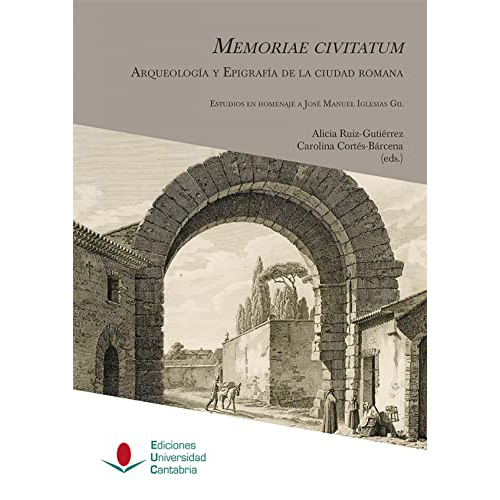 MEMORIAE CIVITATUM
ARQUEOLOGÍA Y EPIGRAFÍA DE LA CIUDAD ROMANA
ESTUDIOS EN HOMENAJE A JOSÉ MANUEL IGLESIAS GIL
Alicia Ruiz-Gutiérrez
Carolina Cortés-Bárcena
(eds.)
Ediciones
Universidad
Cantabria